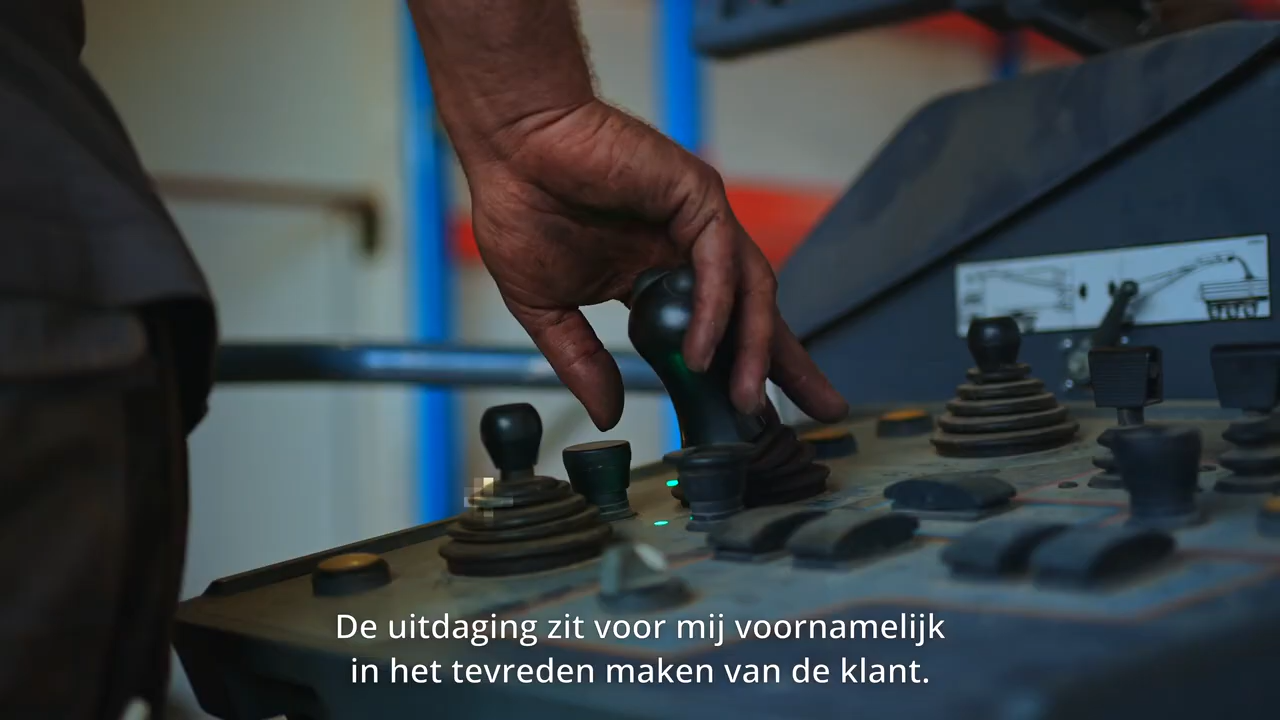 De uitdaging zit voor mij voornamelijk
in het tevreden maken van de klant.